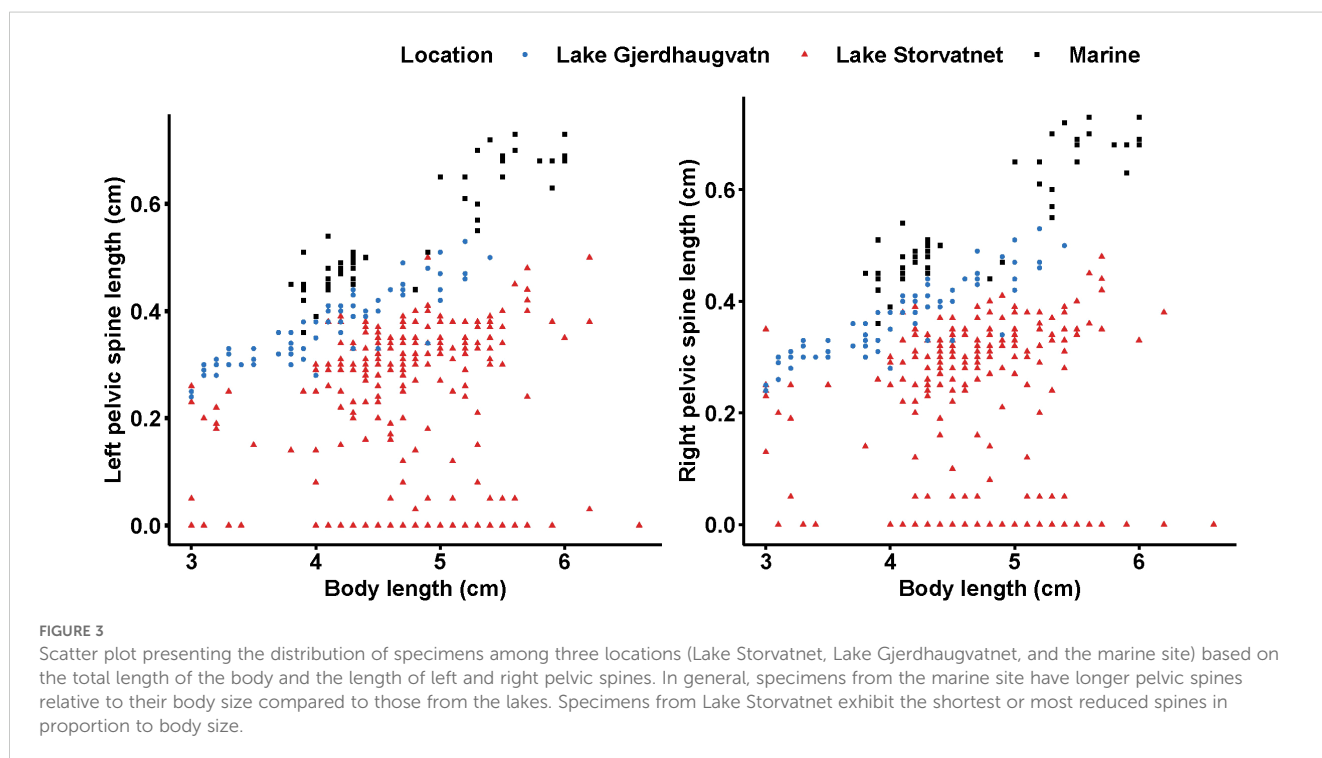 Location Lake Gjerdhaugvatn Lake Storvatnet Marine
Left pelvic spine length (cm)
0.6
0.4
0.2
0.0
3 4 5 6
Body length (cm)
Right pelvic spine length (cm)
0.6
0.4
0.2
0.0
3 4 5 6
Body length (cm)
FIGURE 3
Scatter plot presenting the distribution of specimens among three locations (Lake Storvatnet, Lake Gjerdhaugvatnet, and the marine site) based on
the total length of the body and the length of left and right pelvic spines. In general, specimens from the marine site have longer pelvic spines
relative to their body size compared to those from the lakes. Specimens from Lake Storvatnet exhibit the shortest or most reduced spines in
proportion to body size.